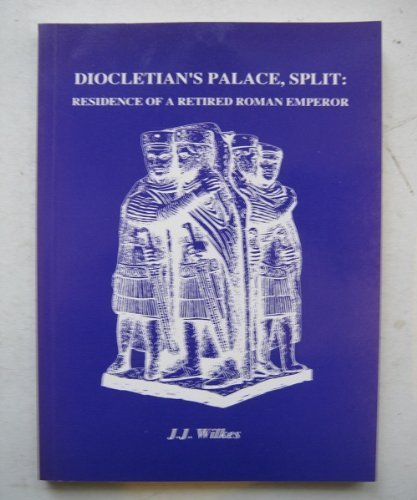 DIOCLETIAN'S PALACE, SPLIT:
RESIDENCE OF A RETIRED ROMAN EMPEROR
J.J. Wilkes